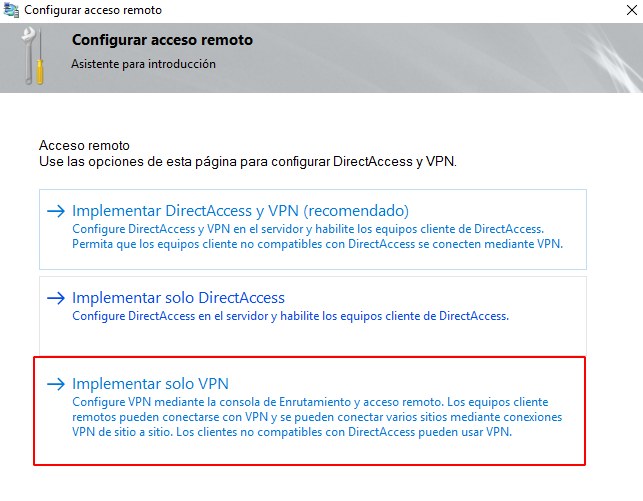 Configurar acceso remoto
Configurar acceso remoto
Asistente para introducción
Acceso remoto
Use las opciones de esta página para configurar DirectAccess y VPN.
Implementar DirectAccess y VPN (recomendado)
Configure DirectAccess y VPN en el servidor y habilite los equipos cliente de DirectAccess.
Permita que los equipos cliente no compatibles con DirectAccess se conecten mediante VPN.
Implementar solo DirectAccess
Configure DirectAccess en el servidor y habilite los equipos cliente de DirectAccess.
Implementar solo VPN
Configure VPN mediante la consola de Enrutamiento y acceso remoto. Los equipos cliente
remotos pueden conectarse con VPN y se pueden conectar varios sitios mediante conexiones
VPN de sitio a sitio. Los clientes no compatibles con DirectAccess pueden usar VPN.